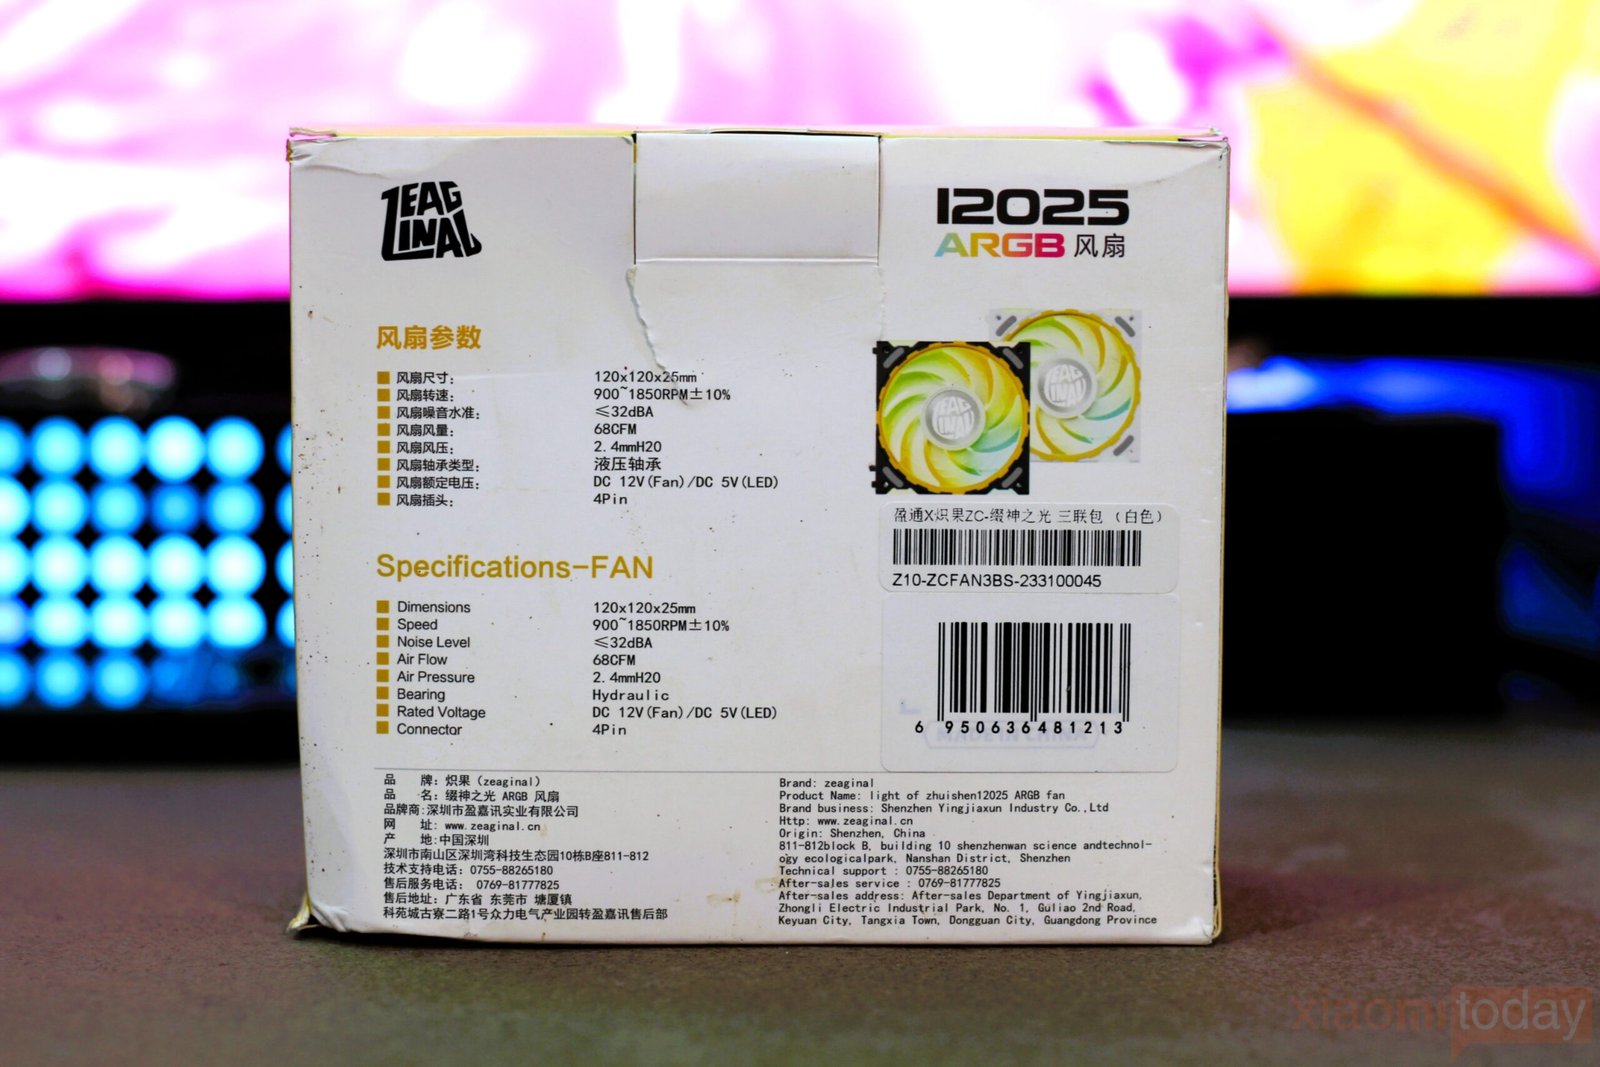 ZEAG
INAL
12025
ARGB 风扇
风扇参数
风扇尺寸: 120x120x25mm
风扇转速: 900~1850RPM±10%
风扇噪音水准: ≤32dBA
风扇风量: 68CFM
风扇风压: 2.4mmH20
风扇轴承类型: 液压轴承
风扇额定电压: DC 12V(Fan)/DC 5V(LED)
风扇插头: 4Pin
ZEAG
INAL
ZEAG
INAL
盈通X炽果ZC-缀神之光 三联包 （白色）
Z10-ZCFAN3BS-233100045
Specifications-FAN
Dimensions 120x120x25mm
Speed 900~1850RPM±10%
Noise Level ≤32dBA
Air Flow 68CFM
Air Pressure 2.4mmH20
Bearing Hydraulic
Rated Voltage DC 12V(Fan)/DC 5V(LED)
Connector 4Pin
6 950636 481213
MADE IN CHINA
品 牌: 炽果 (zeaginal)
品 名: 缀神之光 ARGB 风扇
品牌商:深圳市盈嘉讯实业有限公司
网 址: www.zeaginal.cn
产 地:中国深圳
深圳市南山区深圳湾科技生态园10栋B座811-812
技术支持电话: 0755-88265180
售后服务电话: 0769-81777825
售后地址: 广东省 东莞市 塘厦镇
科苑城古寮二路1号众力电气产业园转盈嘉讯售后部
Brand: zeaginal
Product Name: light of zhuishen12025 ARGB fan
Brand business: Shenzhen Yingjiaxun Industry Co.,Ltd
Http: www.zeaginal.cn
Origin: Shenzhen, China
811-812block B, building 10 shenzhenwan science andtechnol-
ogy ecologicalpark, Nanshan District, Shenzhen
Technical support : 0755-88265180
After-sales service : 0769-81777825
After-sales address: After-sales Department of Yingjiaxun,
Zhongli Electric Industrial Park, No. 1, Guliao 2nd Road,
Keyuan City, Tangxia Town, Dongguan City, Guangdong Province
xiaomitoday